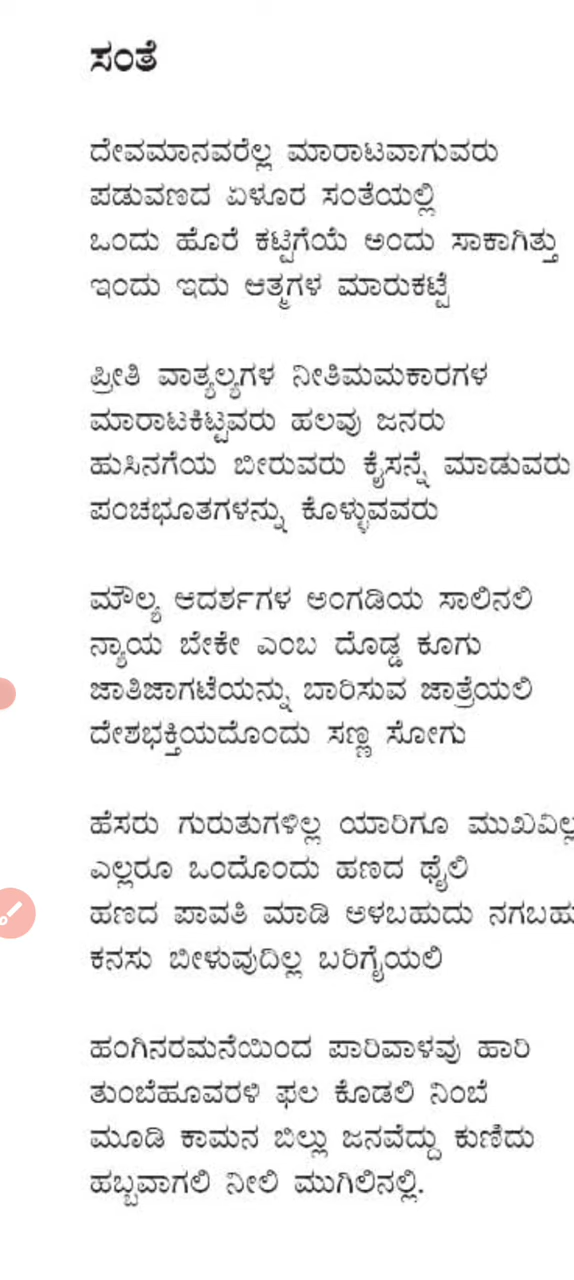 ಸಂತೆ
ದೇವಮಾನವರೆಲ್ಲ ಮಾರಾಟವಾಗುವರು
ಪಡುವಣದ ಏಳೂರ ಸಂತೆಯಲ್ಲಿ
ಒಂದು ಹೊರೆ ಕಟ್ಟಿಗೆಯೆ ಅಂದು ಸಾಕಾಗಿತ್ತು
ಇಂದು ಇದು ಆತ್ಮಗಳ ಮಾರುಕಟ್ಟೆ
ಪ್ರೀತಿ ವಾತ್ಯಲ್ಯಗಳ ನೀತಿಮಮಕಾರಗಳ
ಮಾರಾಟಕಿಟ್ಟವರು ಹಲವು ಜನರು
ಹುಸಿನಗೆಯ ಬೀರುವರು ಕೈಸನ್ನೆ ಮಾಡುವರು
ಪಂಚಭೂತಗಳನ್ನು ಕೊಳ್ಳುವವರು
ಮೌಲ್ಯ ಆದರ್ಶಗಳ ಅಂಗಡಿಯ ಸಾಲಿನಲಿ
ನ್ಯಾಯ ಬೇಕೇ ಎಂಬ ದೊಡ್ಡ ಕೂಗು
ಜಾತಿಜಾಗಟೆಯನ್ನು ಬಾರಿಸುವ ಜಾತ್ರೆಯಲಿ
ದೇಶಭಕ್ತಿಯದೊಂದು ಸಣ್ಣ ಸೋಗು
ಹೆಸರು ಗುರುತುಗಳಿಲ್ಲ ಯಾರಿಗೂ ಮುಖವಿಲ್ಲ
ಎಲ್ಲರೂ ಒಂದೊಂದು ಹಣದ ಥೈಲಿ
ಹಣದ ಪಾವತಿ ಮಾಡಿ ಅಳಬಹುದು ನಗಬಹು
ಕನಸು ಬೀಳುವುದಿಲ್ಲ ಬರಿಗೈಯಲಿ
ಹಂಗಿನರಮನೆಯಿಂದ ಪಾರಿವಾಳವು ಹಾರಿ
ತುಂಬೆಹೂವರಳಿ ಫಲ ಕೊಡಲಿ ನಿಂಬೆ
ಮೂಡಿ ಕಾಮನ ಬಿಲ್ಲು ಜನವೆದ್ದು ಕುಣಿದು
ಹಬ್ಬವಾಗಲಿ ನೀಲಿ ಮುಗಿಲಿನಲ್ಲಿ.